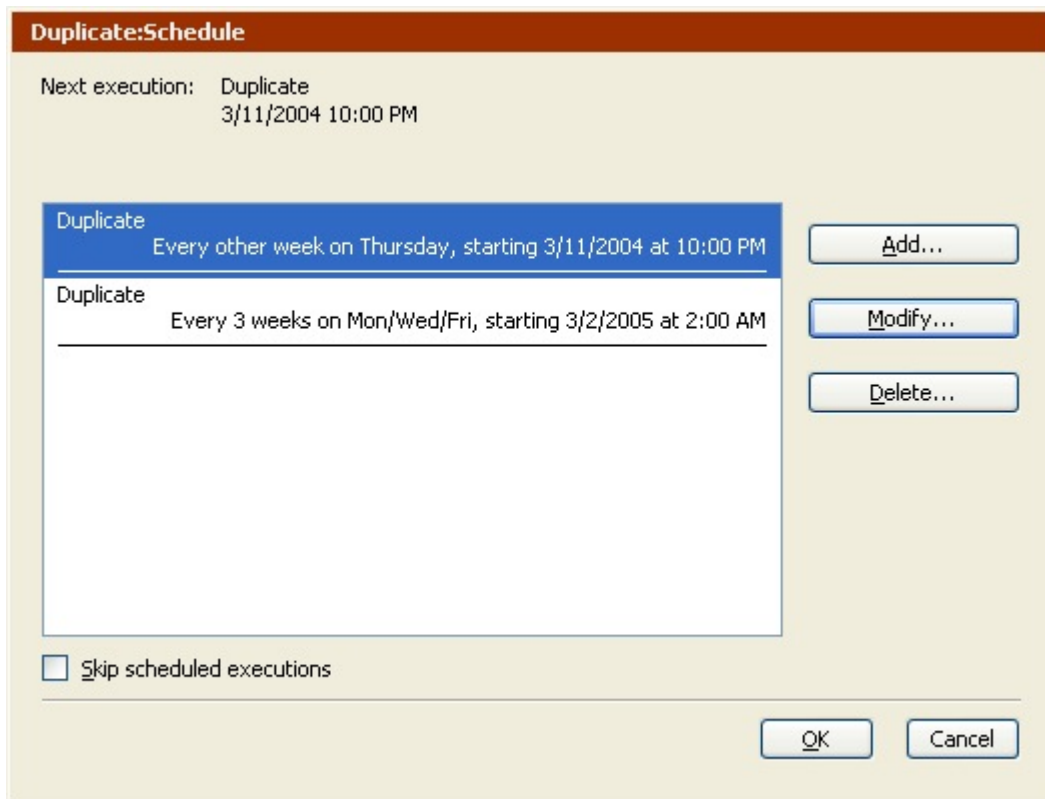 Duplicate:Schedule
Next execution: Duplicate
3/11/2004 10:00 PM
Duplicate
Every other week on Thursday, starting 3/11/2004 at 10:00 PM
Add...
Duplicate
Every 3 weeks on Mon/Wed/Fri, starting 3/2/2005 at 2:00 AM
Modify...
Delete...
Skip scheduled executions
OK Cancel